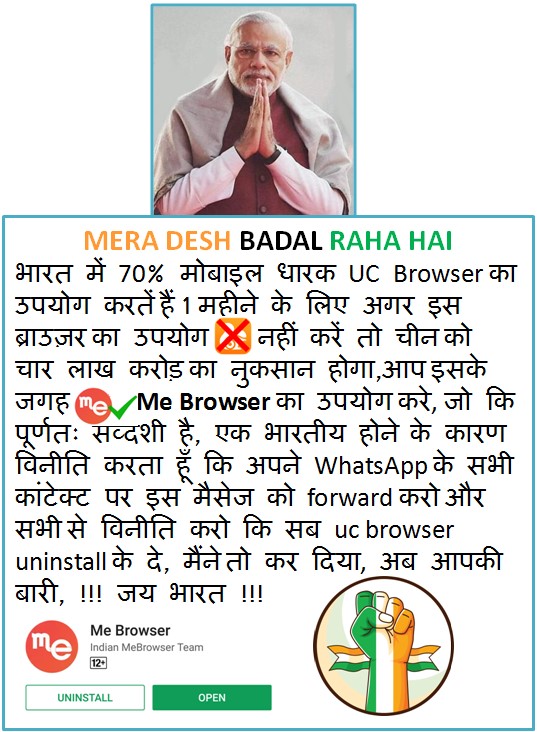 MERA DESH BADAL RAHA HAI
भारत में 70% मोबाइल धारक UC Browser का
उपयोग करतें हैं 1 महीने के लिए अगर इस
ब्राउज़र का उपयोग नहीं करें तो चीन को
चार लाख करोड़ का नुकसान होगा,आप इसके
जगह me Me Browser का उपयोग करे, जो कि
पूर्णतः सव्दशी है, एक भारतीय होने के कारण
विनीति करता हूँ कि अपने WhatsApp के सभी
कांटेक्ट पर इस मैसेज को forward करो और
सभी से विनीति करो कि सब uc browser
uninstall के दे, मैंने तो कर दिया, अब आपकी
बारी, !!! जय भारत !!!
me Me Browser
Indian MeBrowser Team
12+
UNINSTALL OPEN